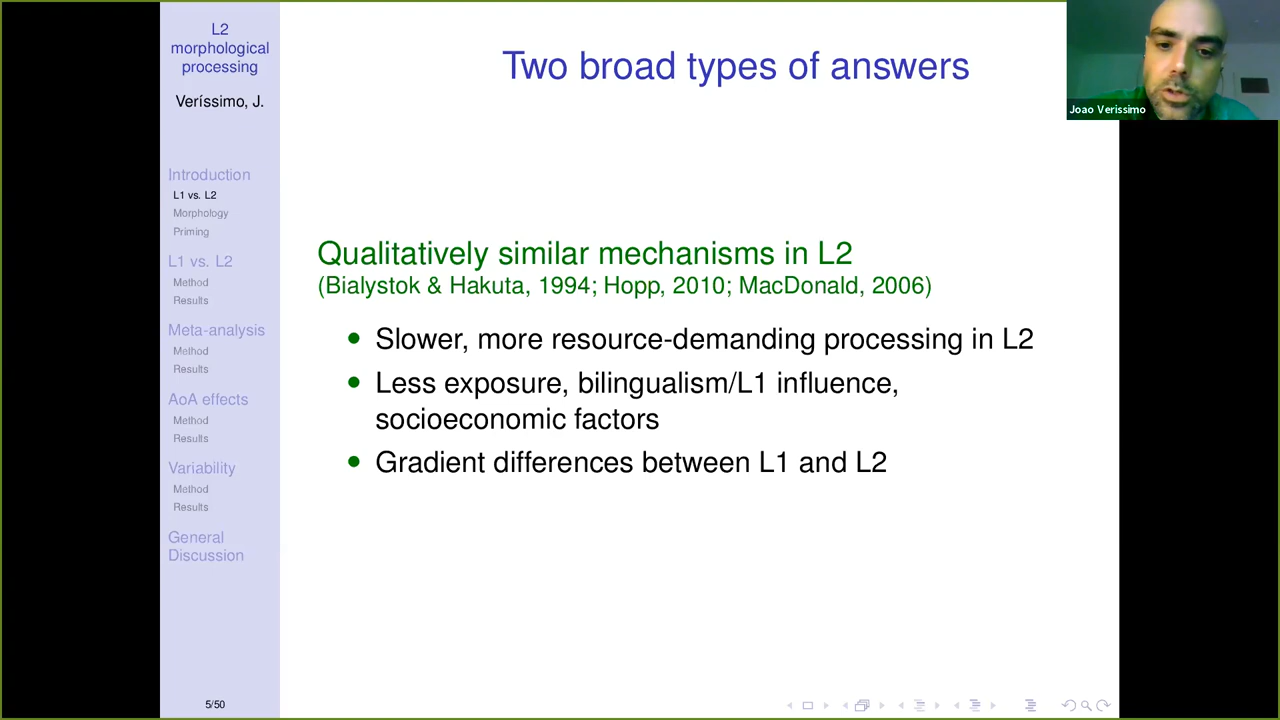 L2
morphological
processing
Veríssimo, J.
Introduction
L1 vs. L2
Morphology
Priming
L1 vs. L2
Method
Results
Meta-analysis
Method
Results
AoA effects
Method
Results
Variability
Method
Results
General
Discussion
5/50
Two broad types of answers
Qualitatively similar mechanisms in L2
(Bialystok & Hakuta, 1994; Hopp, 2010; MacDonald, 2006)
Slower, more resource-demanding processing in L2
Less exposure, bilingualism/L1 influence,
socioeconomic factors
Gradient differences between L1 and L2
Joao Verissimo